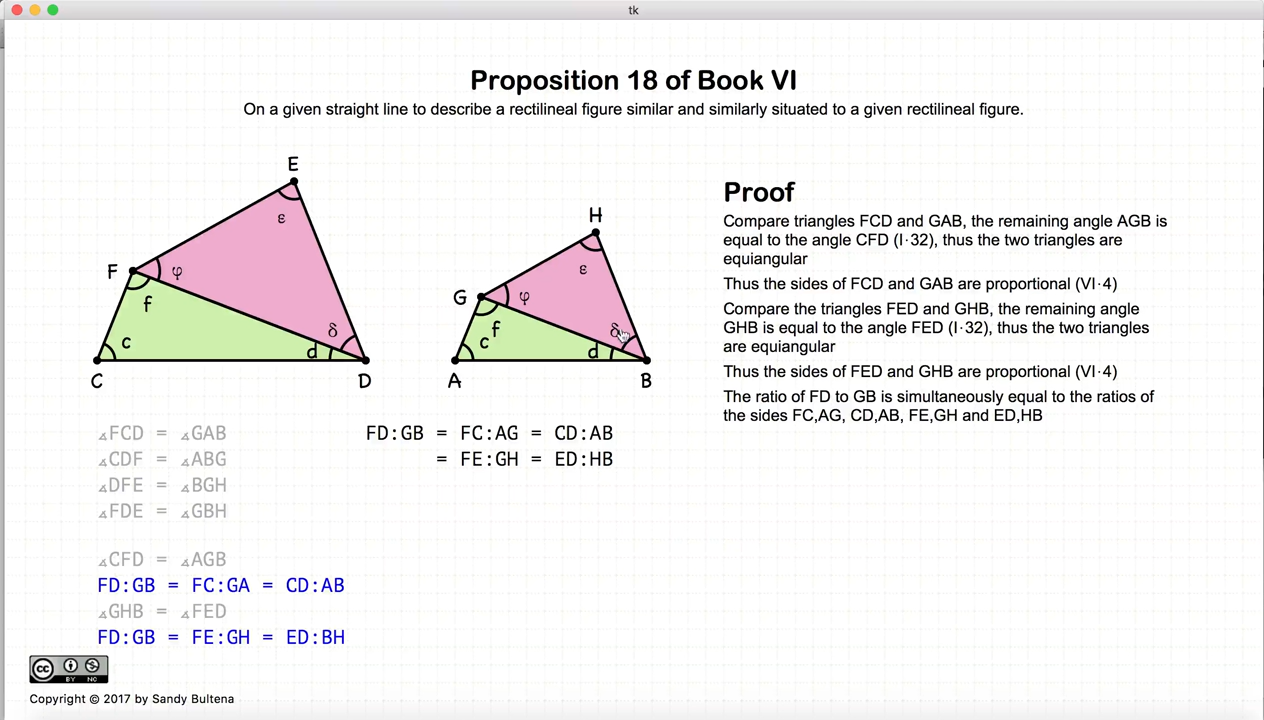 tk
Proposition 18 of Book VI
On a given straight line to describe a rectilineal figure similar and similarly situated to a given rectilineal figure.
E
ε
F
φ
f
δ
c
d
C
D
H
ε
G
φ
f
δ
c
d
A
B
∡FCD = ∡GAB
∡CDF = ∡ABG
∡DFE = ∡BGH
∡FDE = ∡GBH
∡CFD = ∡AGB
FD:GB = FC:GA = CD:AB
∡GHB = ∡FED
FD:GB = FE:GH = ED:BH
FD:GB = FC:AG = CD:AB
= FE:GH = ED:HB
Proof
Compare triangles FCD and GAB, the remaining angle AGB is
equal to the angle CFD (I·32), thus the two triangles are
equiangular
Thus the sides of FCD and GAB are proportional (VI·4)
Compare the triangles FED and GHB, the remaining angle
GHB is equal to the angle FED (I·32), thus the two triangles
are equiangular
Thus the sides of FED and GHB are proportional (VI·4)
The ratio of FD to GB is simultaneously equal to the ratios of
the sides FC,AG, CD,AB, FE,GH and ED,HB
cc
BY NC
Copyright © 2017 by Sandy Bultena